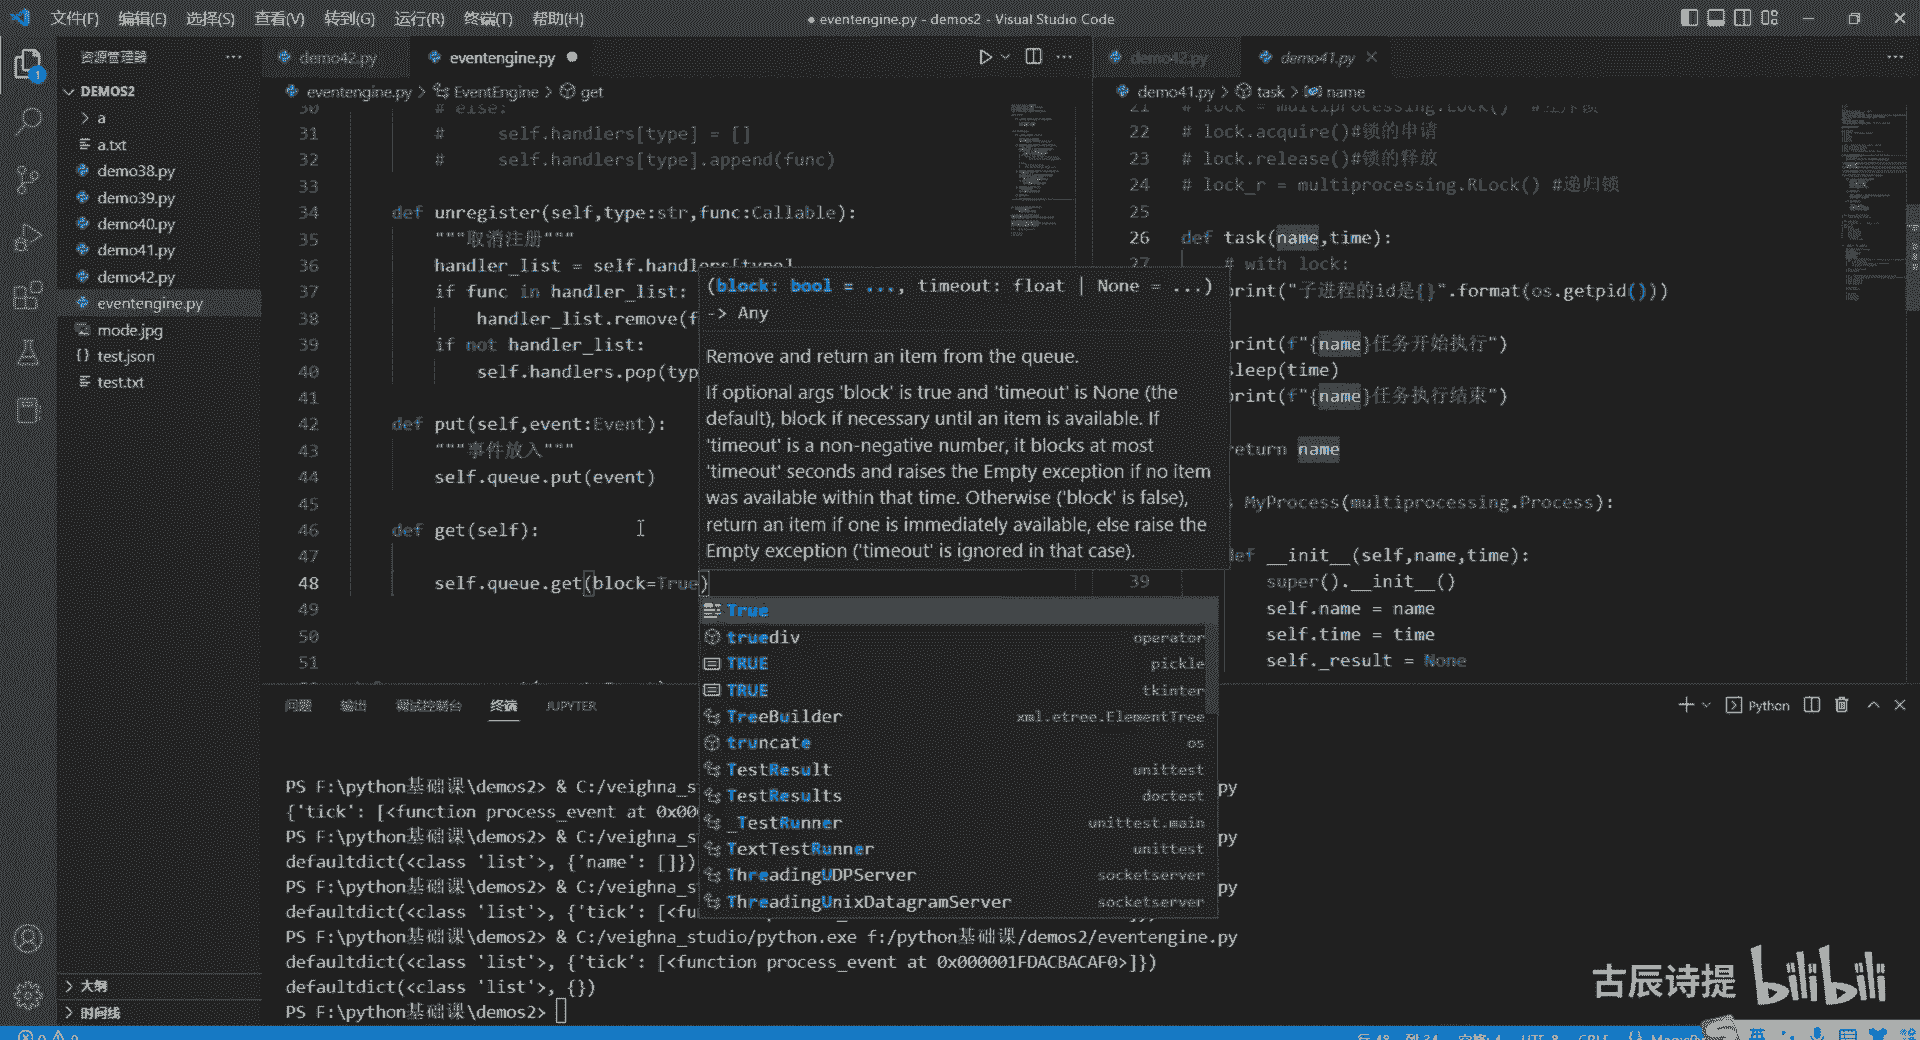 文件(F) 编辑(E) 选择(S) 查看(V) 转到(G) 运行(R) 终端(T) 帮助(H)
● eventengine.py - demos2 - Visual Studio Code
资源管理器 ···
DEMOS2
a
a.txt
demo38.py
demo39.py
demo40.py
demo41.py
demo42.py
eventengine.py
mode.jpg
{} test.json
test.txt
大纲
时间线
1
demo42.py eventengine.py ●
eventengine.py > EventEngine > get
30 # else:
31 # self.handlers[type] = []
32 # self.handlers[type].append(func)
33
34 def unregister(self,type:str,func:Callable):
35 """取消注册"""
36 handler_list = self.handlers[type]
37 if func in handler_list:
38 handler_list.remove(f
39 if not handler_list:
40 self.handlers.pop(typ
41
42 def put(self,event:Event):
43 """事件放入"""
44 self.queue.put(event)
45
46 def get(self):
47
48 self.queue.get(block=True)
49
50
51
(block: bool = ..., timeout: float | None = ...)
-> Any
Remove and return an item from the queue.
If optional args 'block' is true and 'timeout' is None (the
default), block if necessary until an item is available. If
'timeout' is a non-negative number, it blocks at most
'timeout' seconds and raises the Empty exception if no item
was available within that time. Otherwise ('block' is false),
return an item if one is immediately available, else raise the
Empty exception ('timeout' is ignored in that case).
True
truediv operator
TRUE pickle
TRUE tkinter
TreeBuilder xml.etree.ElementTree
truncate os
TestResult unittest
TestResults doctest
_TestRunner unittest.main
TextTestRunner unittest
ThreadingUDPServer socketserver
ThreadingUnixDatagramServer socketserver
demo42.py demo41.py
demo41.py > task > name
21 # lock = multiprocessing.Lock()
22 # lock.acquire()#锁的申请
23 # lock.release()#锁的释放
24 # lock_r = multiprocessing.RLock() #递归锁
25
26 def task(name,time):
27 # with lock:
print("子进程的id是{}".format(os.getpid()))
print(f"{name}任务开始执行")
sleep(time)
print(f"{name}任务执行结束")
return name
MyProcess(multiprocessing.Process):
def __init__(self,name,time):
39 super().__init__()
self.name = name
self.time = time
self._result = None
问题 输出 调试控制台 终端 JUPYTER
Python
PS F:\python基础课\demos2> & C:/veighna_s py
{'tick': [<function process_event at 0x00
PS F:\python基础课\demos2> & C:/veighna_s py
defaultdict(<class 'list'>, {'name': []})
PS F:\python基础课\demos2> & C:/veighna_s py
defaultdict(<class 'list'>, {'tick': [<fu
PS F:\python基础课\demos2> & C:/veighna_studio/python.exe f:/python基础课/demos2/eventengine.py
defaultdict(<class 'list'>, {'tick': [<function process_event at 0x000001FDACBACAF0>]})
defaultdict(<class 'list'>, {})
PS F:\python基础课\demos2>
古辰诗提 bilibili